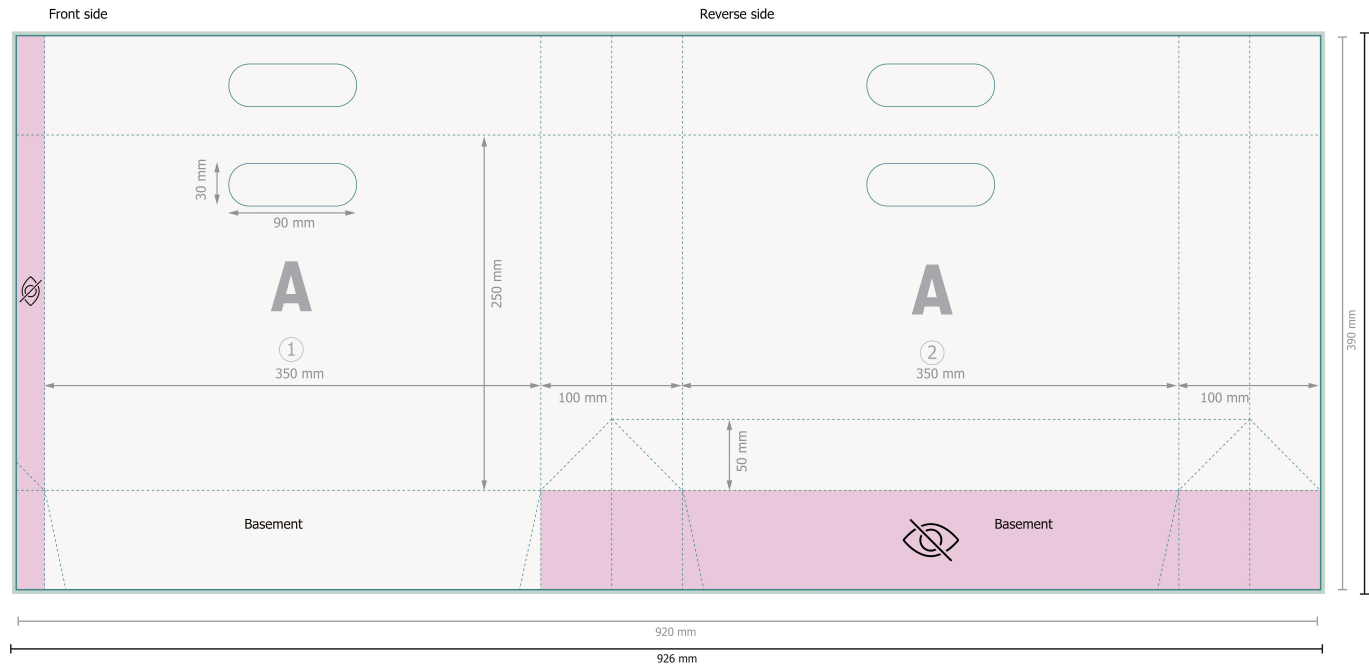 Front side
Reverse side
30 mm
90 mm
A
A
250 mm
1
2
350 mm
350 mm
100 mm
100 mm
390 mm
50 mm
Basement
Basement
920 mm
926 mm